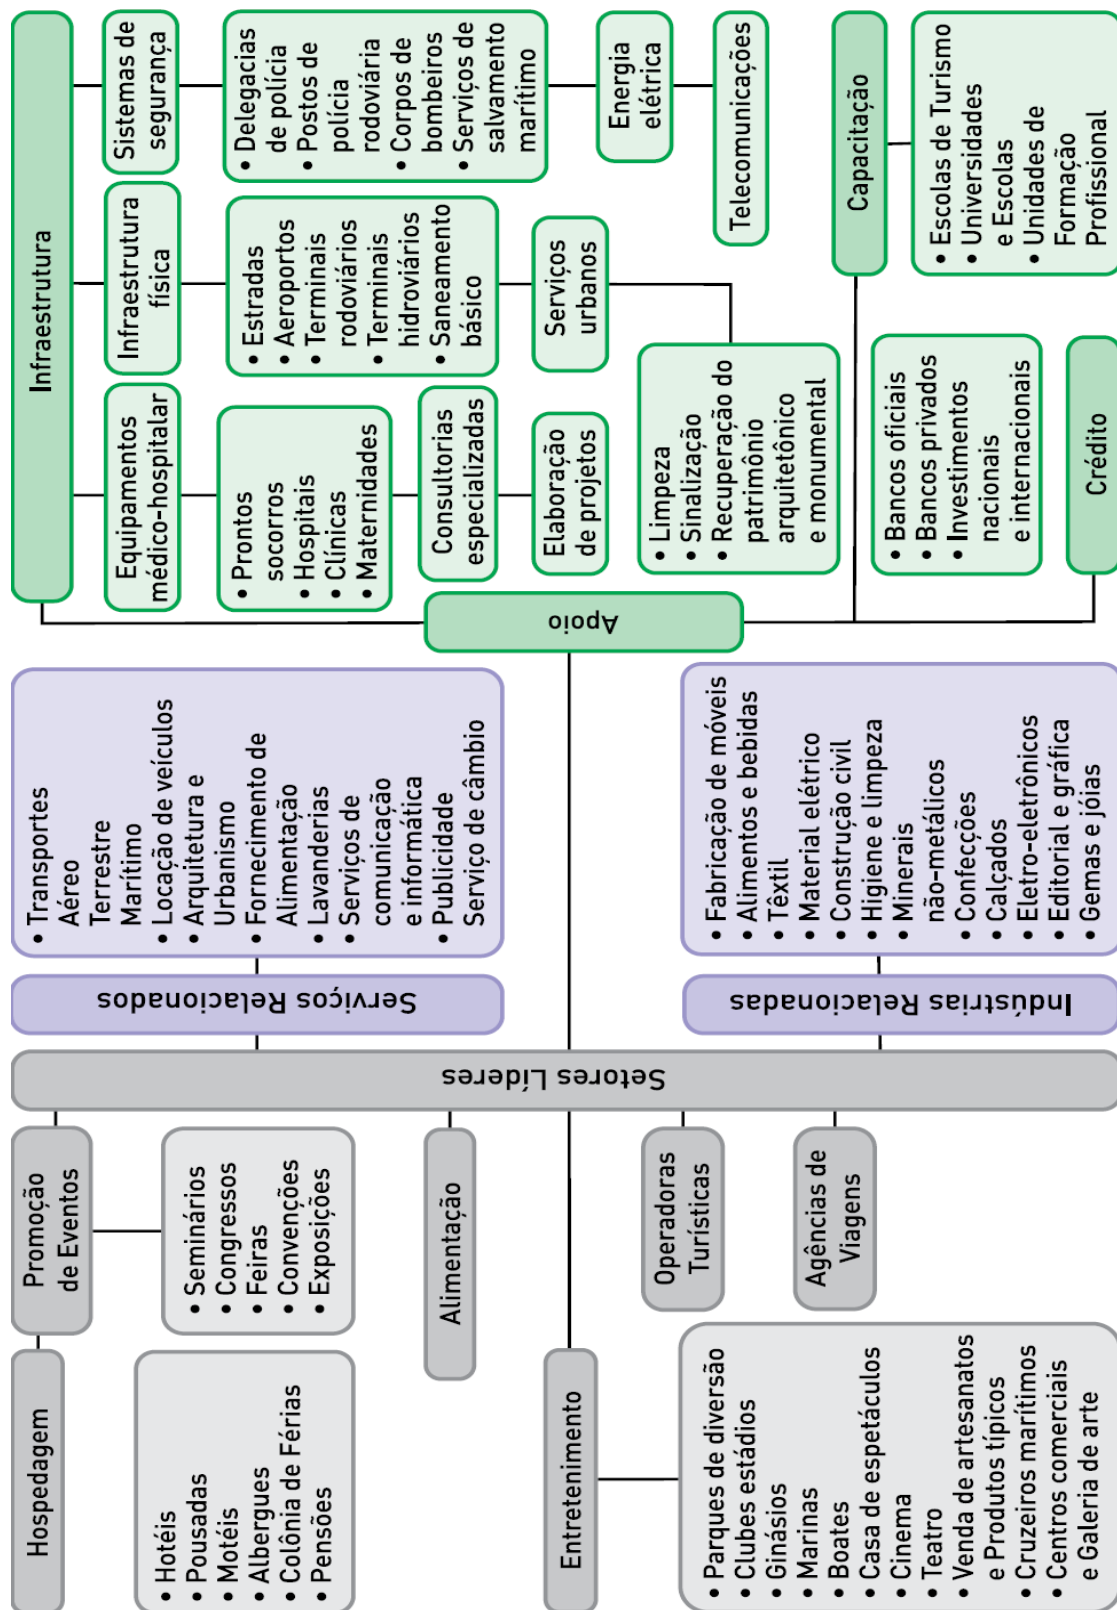 Hospedagem
• Hotéis
• Pousadas
• Motéis
• Albergues
• Colônia de Férias
• Pensões
Promoção
de Eventos
• Seminários
• Congressos
• Feiras
• Convenções
• Exposições
Alimentação
Entretenimento
• Parques de diversão
• Clubes estádios
• Ginásios
• Marinas
• Boates
• Casa de espetáculos
• Cinema
• Teatro
• Venda de artesanatos
e Produtos típicos
• Cruzeiros marítimos
• Centros comerciais
e Galeria de arte
Operadoras
Turísticas
Agências de
Viagens
Setores Líderes
Serviços Relacionados
• Transportes
Aéreo
Terrestre
Marítimo
• Locação de veículos
• Arquitetura e
Urbanismo
• Fornecimento de
Alimentação
• Lavanderias
• Serviços de
comunicação
e informática
• Publicidade
Serviço de câmbio
Indústrias Relacionadas
• Fabricação de móveis
• Alimentos e bebidas
Têxtil
• Material elétrico
• Construção civil
• Higiene e limpeza
• Minerais
não-metálicos
• Confecções
• Calçados
• Eletro-eletrônicos
• Editorial e gráfica
• Gemas e jóias
Apoio
Infraestrutura
Equipamentos
médico-hospitalar
• Prontos
socorros
• Hospitais
• Clínicas
• Maternidades
Consultorias
especializadas
Elaboração
de projetos
Infraestrutura
física
• Estradas
• Aeroportos
• Terminais
rodoviários
• Terminais
hidroviários
• Saneamento
básico
Serviços
urbanos
• Limpeza
• Sinalização
• Recuperação do
patrimônio
arquitetônico
e monumental
Sistemas de
segurança
• Delegacias
de polícia
• Postos de
polícia
rodoviária
• Corpos de
bombeiros
• Serviços de
salvamento
marítimo
Energia
elétrica
Telecomunicações
Capacitação
• Escolas de Turismo
• Universidades
e Escolas
• Unidades de
Formação
Profissional
Crédito
• Bancos oficiais
• Bancos privados
• Investimentos
nacionais
e internacionais